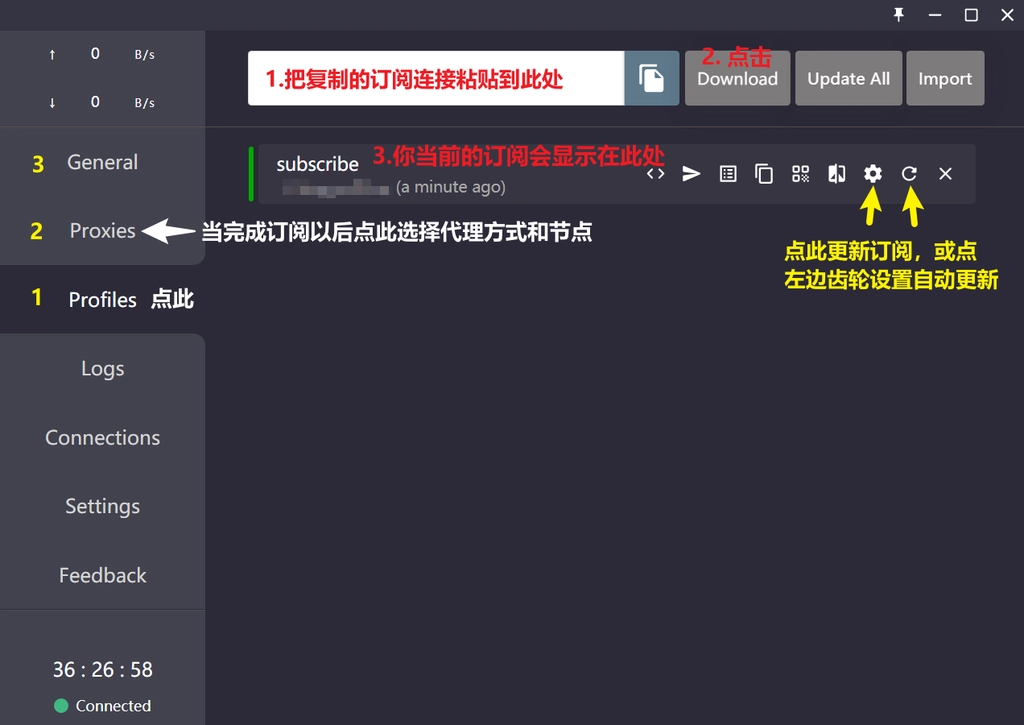 ↑ 0 B/s
↓ 0 B/s
1.把复制的订阅连接粘贴到此处
2. 点击
Download
Update All
Import
3 General
2 Proxies
当完成订阅以后点此选择代理方式和节点
1 Profiles 点此
Logs
Connections
Settings
Feedback
36 : 26 : 58
Connected
subscribe
3.你当前的订阅会显示在此处
(a minute ago)
点此更新订阅，或点
左边齿轮设置自动更新